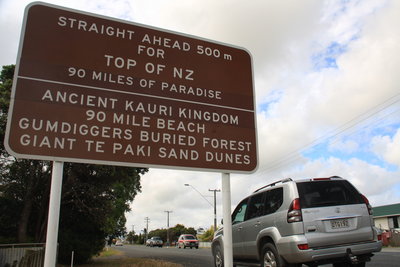 STRAIGHT AHEAD 500 m
FOR
TOP OF NZ
90 MILES OF PARADISE
ANCIENT KAURI KINGDOM
90 MILE BEACH
GUMDIGGERS BURIED FOREST
GIANT TE PAKI SAND DUNES